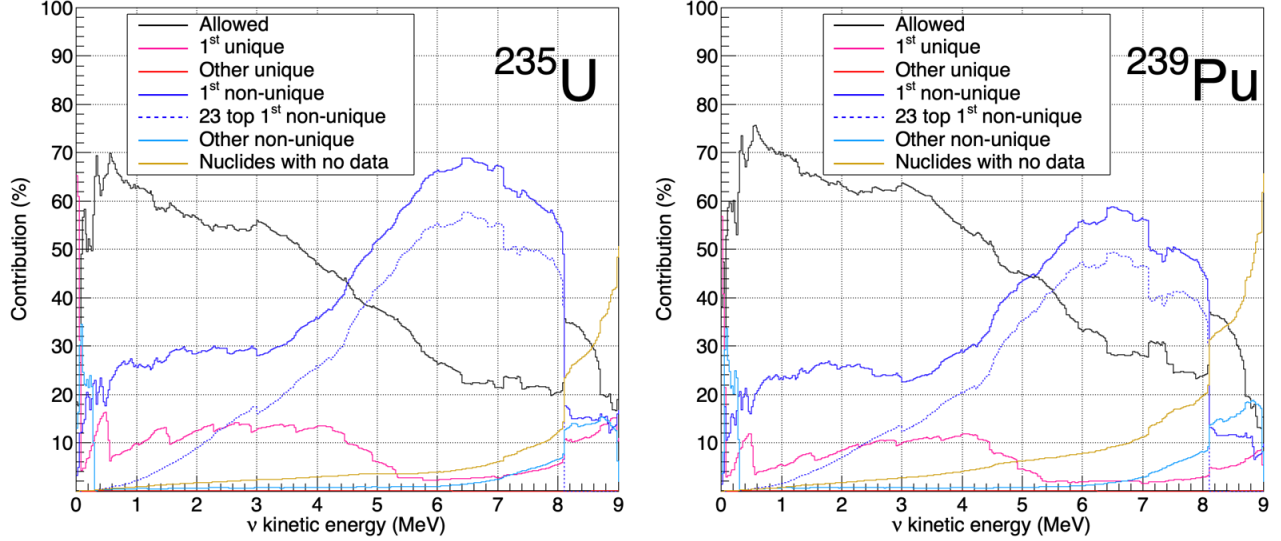 100
90
80
70
60
50
40
30
20
10
Contribution (%)
Allowed
1st unique
Other unique
1st non-unique
23 top 1st non-unique
Other non-unique
Nuclides with no data
235U
0 1 2 3 4 5 6 7 8 9
ν kinetic energy (MeV)
100
90
80
70
60
50
40
30
20
10
Contribution (%)
Allowed
1st unique
Other unique
1st non-unique
23 top 1st non-unique
Other non-unique
Nuclides with no data
239Pu
0 1 2 3 4 5 6 7 8 9
ν kinetic energy (MeV)